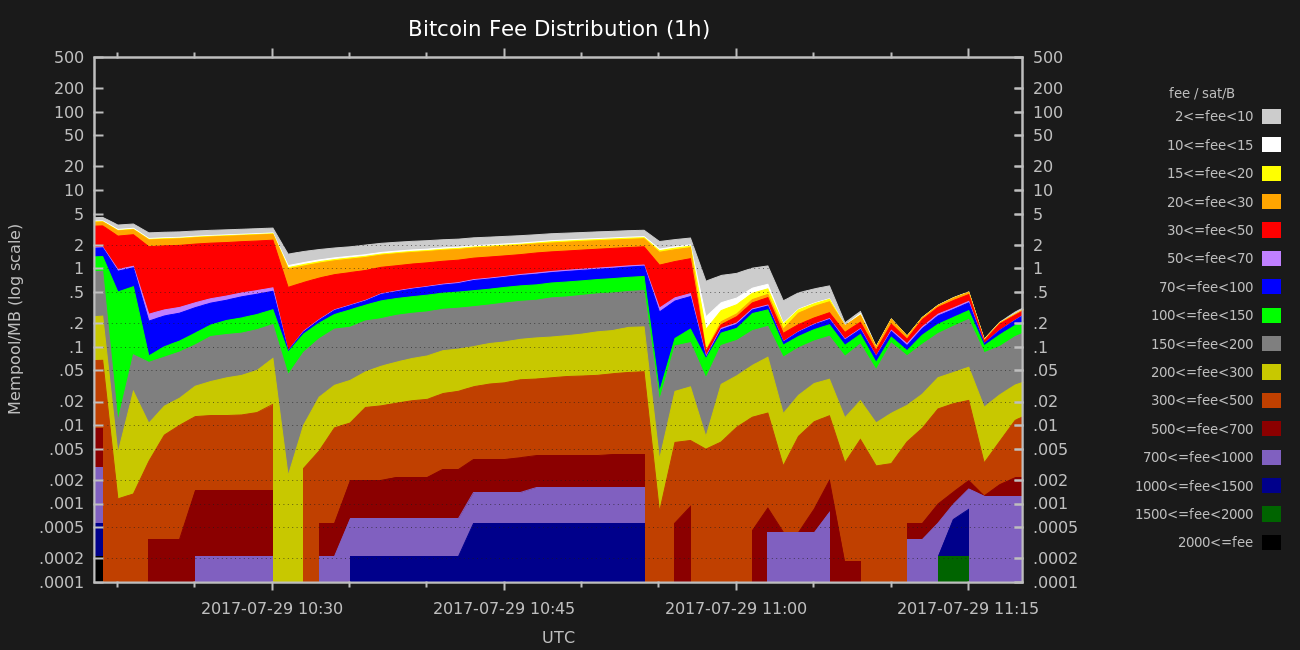 Bitcoin Fee Distribution (1h)
500 500
200 200
100 100
50 50
20 20
10 10
5 5
2 2
1 1
.5 .5
.2 .2
.1 .1
.05 .05
.02 .02
.01 .01
.005 .005
.002 .002
.001 .001
.0005 .0005
.0002 .0002
.0001 .0001
Mempool/MB (log scale)
2017-07-29 10:30 2017-07-29 10:45 2017-07-29 11:00 2017-07-29 11:15
UTC
fee / sat/B
2<=fee<10
10<=fee<15
15<=fee<20
20<=fee<30
30<=fee<50
50<=fee<70
70<=fee<100
100<=fee<150
150<=fee<200
200<=fee<300
300<=fee<500
500<=fee<700
700<=fee<1000
1000<=fee<1500
1500<=fee<2000
2000<=fee